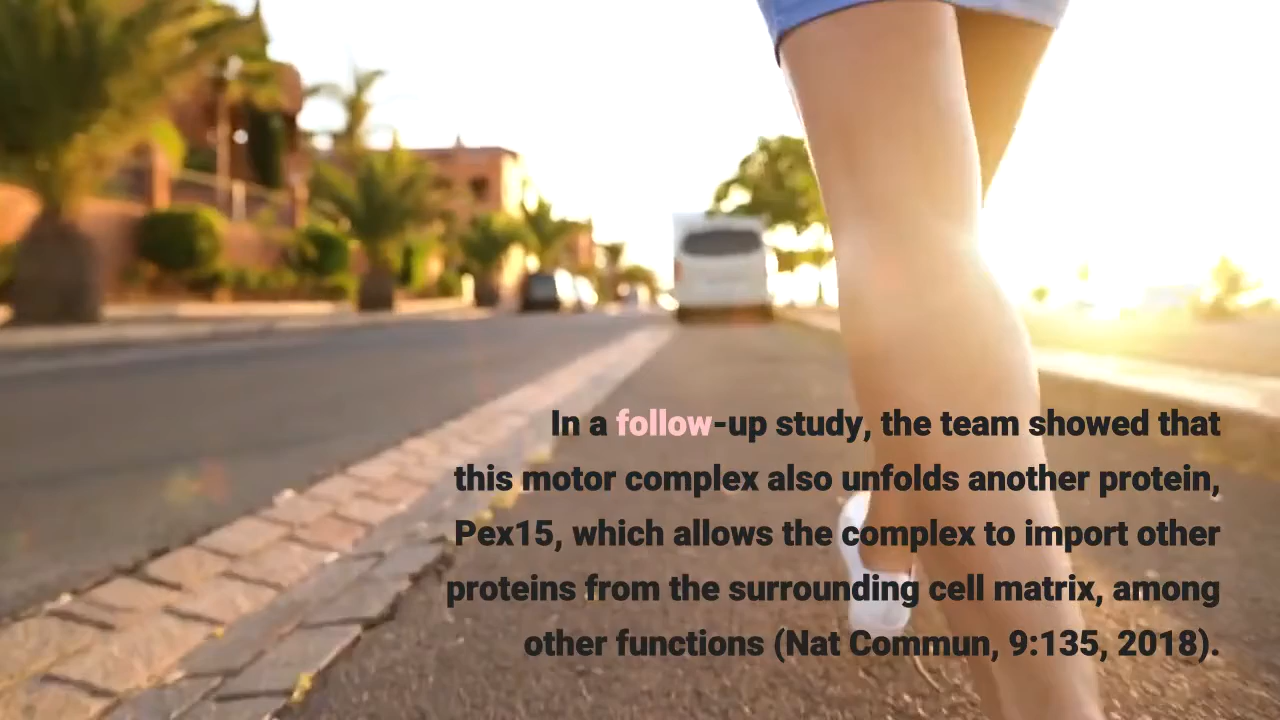 In a follow-up study, the team showed that
this motor complex also unfolds another protein,
Pex15, which allows the complex to import other
proteins from the surrounding cell matrix, among
other functions (Nat Commun, 9:135, 2018).